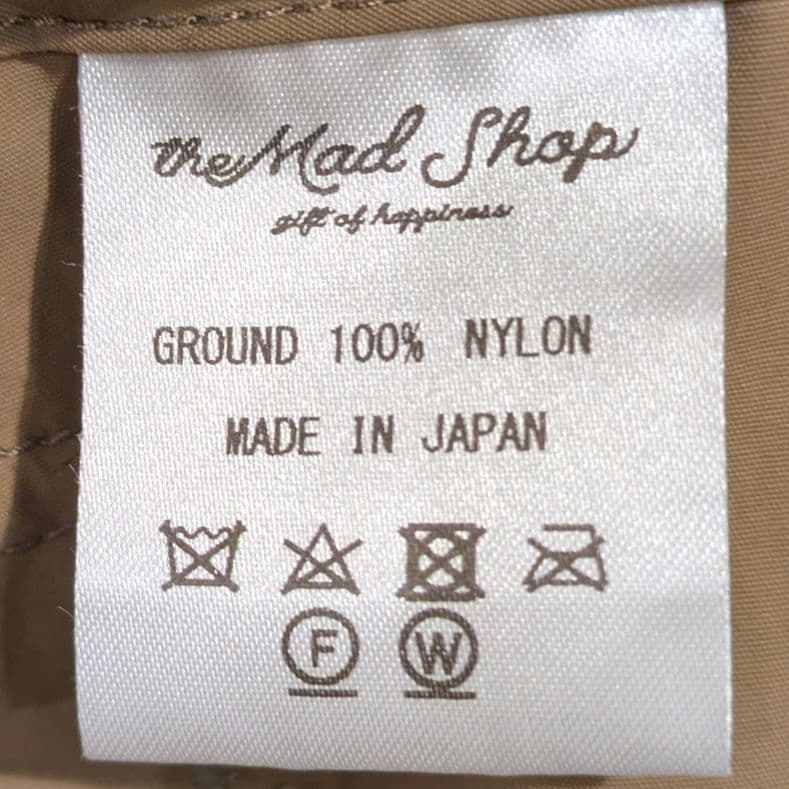 the Mad Shop
gift of happiness
GROUND 100% NYLON
MADE IN JAPAN
F W